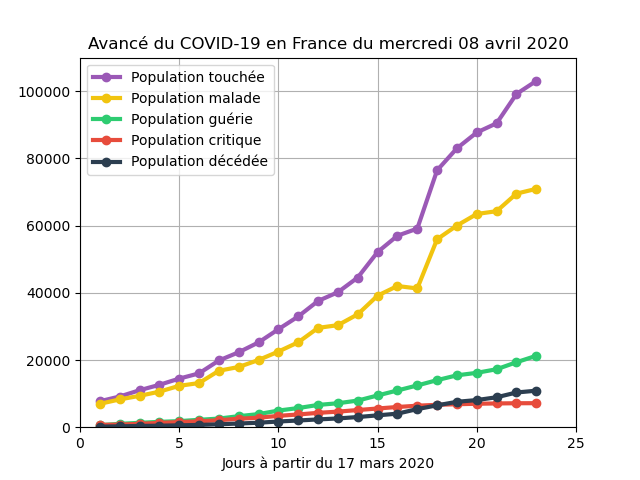 Avancé du COVID-19 en France du mercredi 08 avril 2020
Population touchée
Population malade
Population guérie
Population critique
Population décédée
100000
80000
60000
40000
20000
0
0 5 10 15 20 25
Jours à partir du 17 mars 2020